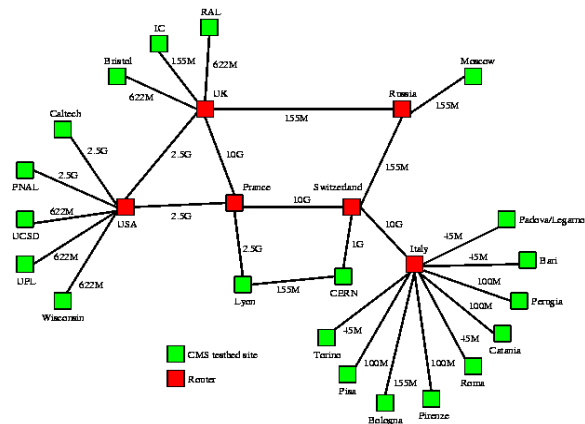 RAL
IC
155M
622M
Bristol
622M
UK
Moscow
Russia
155M
155M
Caltech
2.5G
2.5G
10G
155M
FNAL
2.5G
622M
UCSD
USA
2.5G
France
10G
Switzerland
10G
Padova/Legarno
622M
UFL
622M
Wisconsin
2.5G
1G
Italy
45M
45M
Bari
Lyon
155M
CERN
100M
Perugia
100M
Catania
45M
Torino
100M
Pisa
155M
Bologna
100M
Firenze
45M
Roma
CMS testbed site
Router